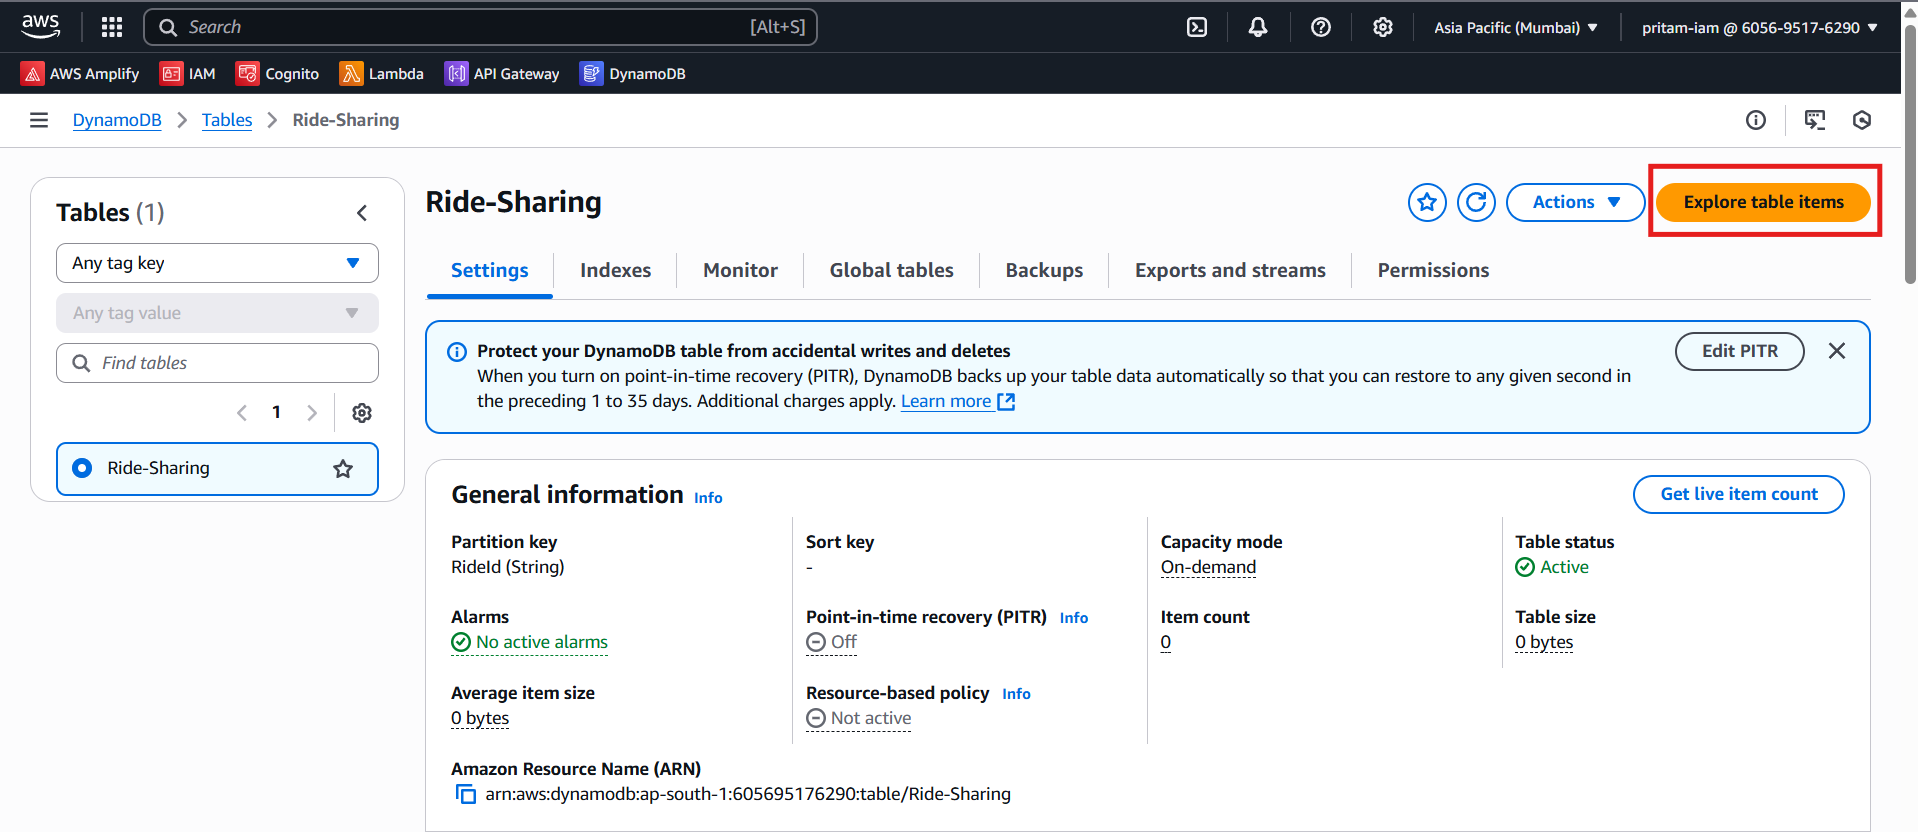 aws
Search [Alt+S]
Asia Pacific (Mumbai)
pritam-iam @ 6056-9517-6290
AWS Amplify IAM Cognito Lambda API Gateway DynamoDB
DynamoDB Tables Ride-Sharing
Tables (1)
Any tag key
Any tag value
Find tables
1
Ride-Sharing
Ride-Sharing
Actions
Explore table items
Settings Indexes Monitor Global tables Backups Exports and streams Permissions
Protect your DynamoDB table from accidental writes and deletes
When you turn on point-in-time recovery (PITR), DynamoDB backs up your table data automatically so that you can restore to any given second in
the preceding 1 to 35 days. Additional charges apply. Learn more
Edit PITR
General information Info
Get live item count
Partition key
RideId (String)
Sort key
-
Capacity mode
On-demand
Table status
Active
Alarms
No active alarms
Point-in-time recovery (PITR) Info
Off
Item count
0
Table size
0 bytes
Average item size
0 bytes
Resource-based policy Info
Not active
Amazon Resource Name (ARN)
arn:aws:dynamodb:ap-south-1:605695176290:table/Ride-Sharing